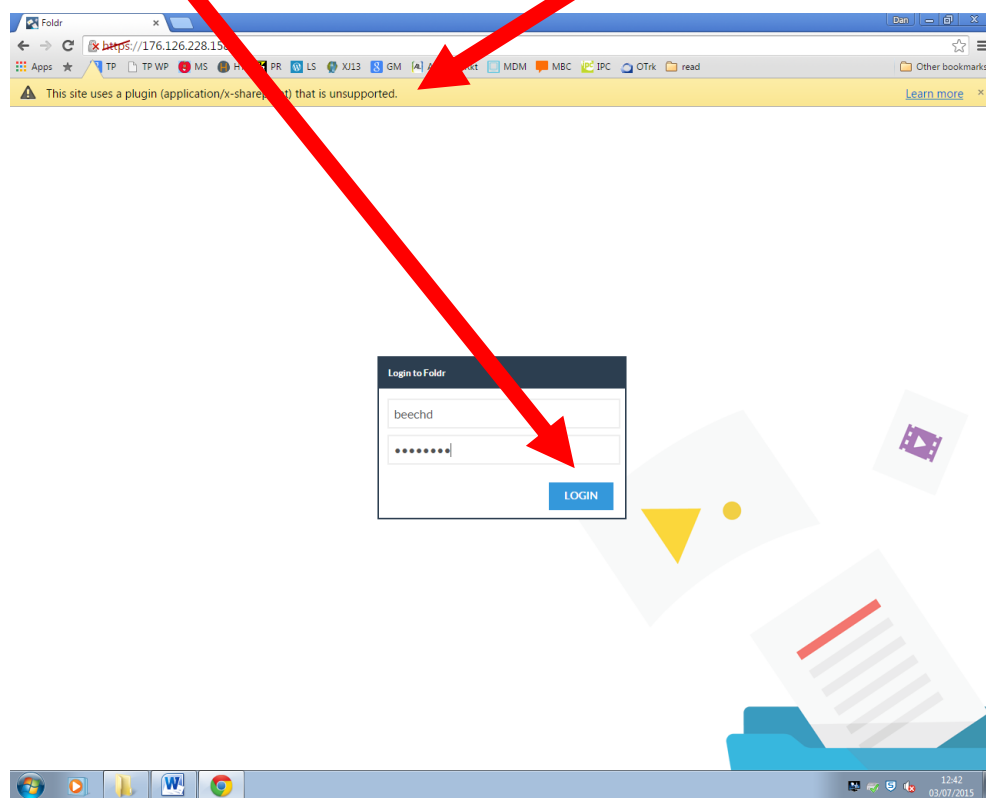 Foldr
Dan
https://176.126.228.15
Apps TP TP WP MS PR LS XJ13 GM MDM MBC IPC OTrk read Other bookmarks
This site uses a plugin (application/x-sharepoint) that is unsupported. Learn more
Login to Foldr
beechd
••••••••
LOGIN
12:42
03/07/2015